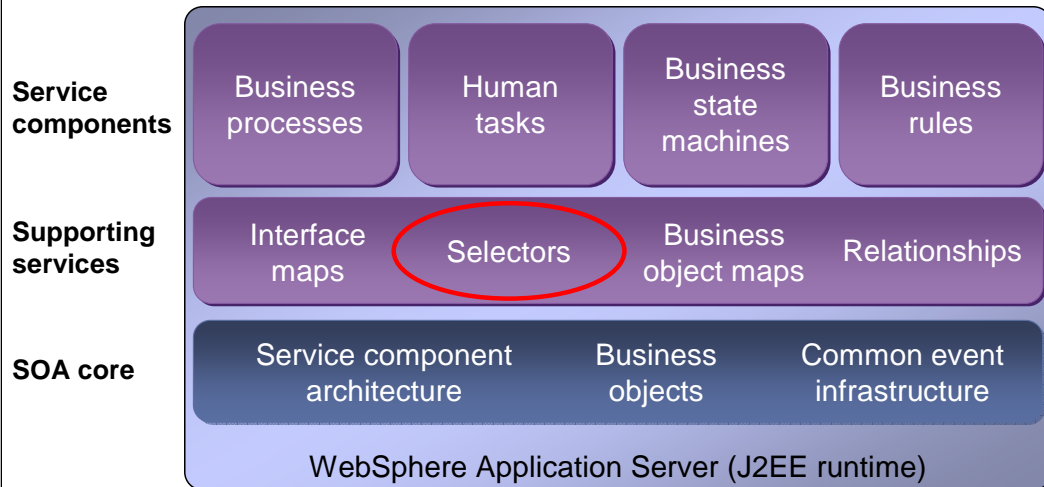 Service
components
Business
processes
Human
tasks
Business
state
machines
Business
rules
Supporting
services
Interface
maps
Selectors
Business
object maps
Relationships
SOA core
Service component
architecture
Business
objects
Common event
infrastructure
WebSphere Application Server (J2EE runtime)